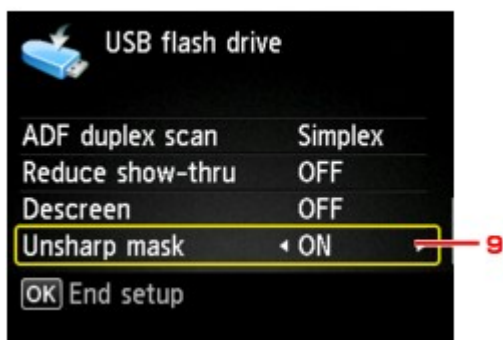 USB flash drive
ADF duplex scan Simplex
Reduce show-thru OFF
Descreen OFF
Unsharp mask ON 9
OK End setup